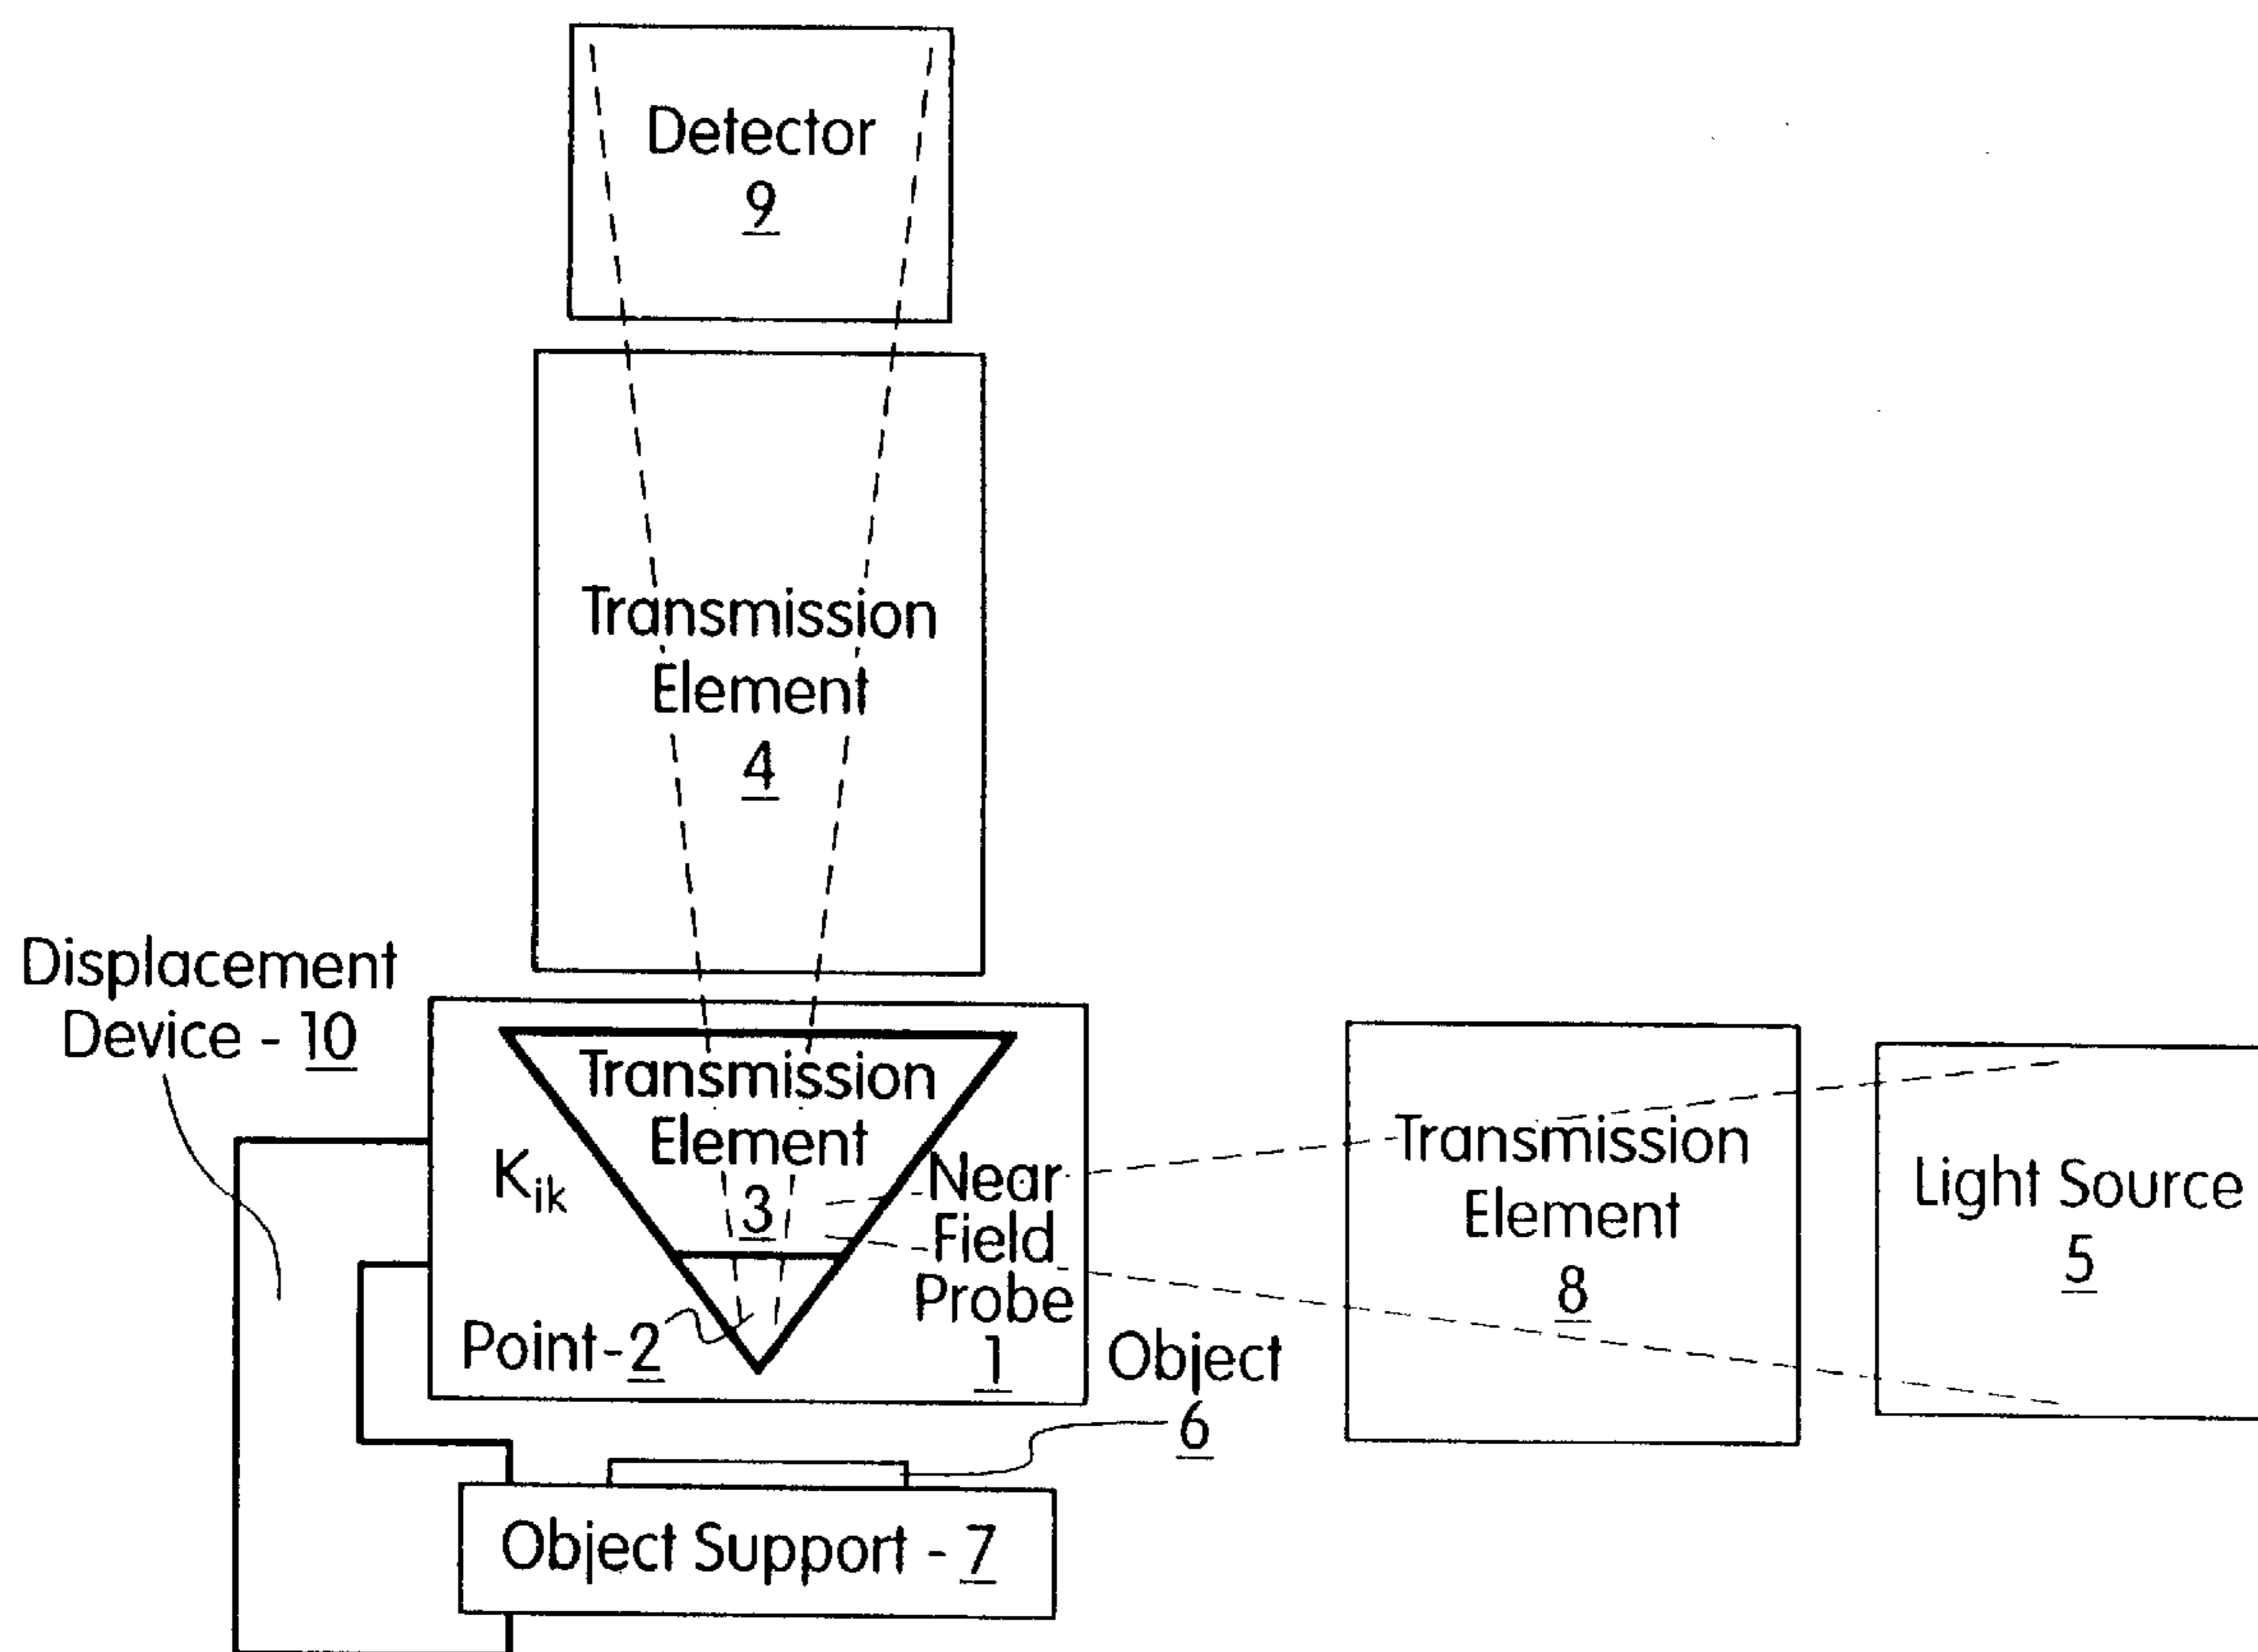 Detector
9
Transmission
Element
4
Displacement
Device - 10
Transmission
Element
3
K_ik
Near
Field
Probe
1
Point-2
Transmission
Element
8
Light Source
5
Object
6
Object Support - 7